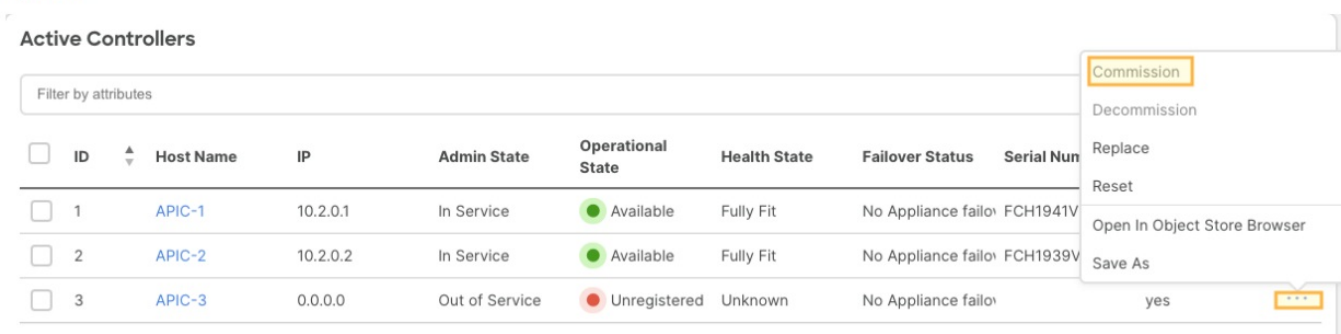 Active Controllers
Filter by attributes
Commission
Decommission
Replace
Reset
Open In Object Store Browser
Save As
ID Host Name IP Admin State Operational State Health State Failover Status Serial Num
1 APIC-1 10.2.0.1 In Service Available Fully Fit No Appliance failov FCH1941V
2 APIC-2 10.2.0.2 In Service Available Fully Fit No Appliance failov FCH1939V
3 APIC-3 0.0.0.0 Out of Service Unregistered Unknown No Appliance failov yes ...